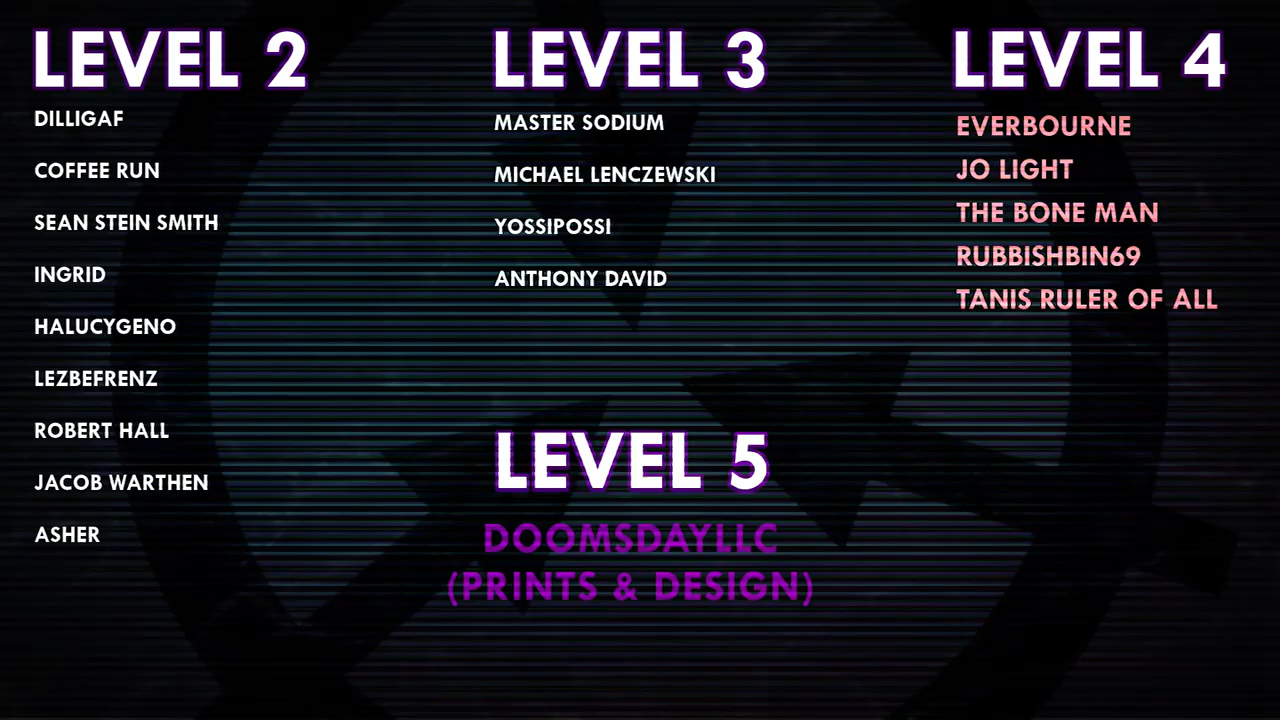 LEVEL 2
DILLIGAF
COFFEE RUN
SEAN STEIN SMITH
INGRID
HALUCYGENO
LEZBEFRENZ
ROBERT HALL
JACOB WARTHEN
ASHER
LEVEL 3
MASTER SODIUM
MICHAEL LENCZEWSKI
YOSSIPOSSI
ANTHONY DAVID
LEVEL 4
EVERBOURNE
JO LIGHT
THE BONE MAN
RUBBISHBIN69
TANIS RULER OF ALL
LEVEL 5
DOOMSDAYLLC
(PRINTS & DESIGN)